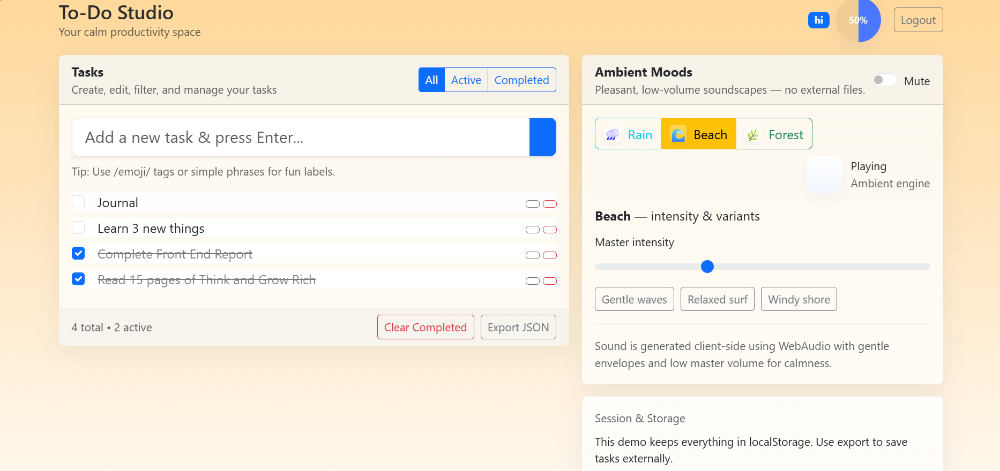 To-Do Studio
Your calm productivity space
hi
50%
Logout
Tasks
Create, edit, filter, and manage your tasks
All
Active
Completed
Add a new task & press Enter...
Tip: Use /emoji/ tags or simple phrases for fun labels.
Journal
Learn 3 new things
Complete Front End Report
Read 15 pages of Think and Grow Rich
4 total • 2 active
Clear Completed
Export JSON
Ambient Moods
Pleasant, low-volume soundscapes — no external files.
Mute
Rain
Beach
Forest
Playing
Ambient engine
Beach — intensity & variants
Master intensity
Gentle waves
Relaxed surf
Windy shore
Sound is generated client-side using WebAudio with gentle
envelopes and low master volume for calmness.
Session & Storage
This demo keeps everything in localStorage. Use export to save
tasks externally.